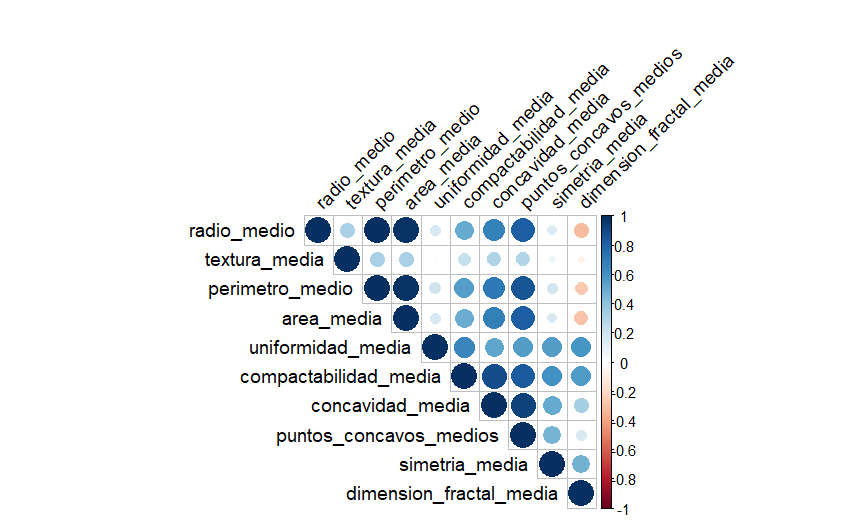 radio_medio
textura_media
perimetro_medio
area_media
uniformidad_media
compactabilidad_media
concavidad_media
puntos_concavos_medios
simetria_media
dimension_fractal_media
radio_medio
textura_media
perimetro_medio
area_media
uniformidad_media
compactabilidad_media
concavidad_media
puntos_concavos_medios
simetria_media
dimension_fractal_media
1
0.8
0.6
0.4
0.2
0
-0.2
-0.4
-0.6
-0.8
-1